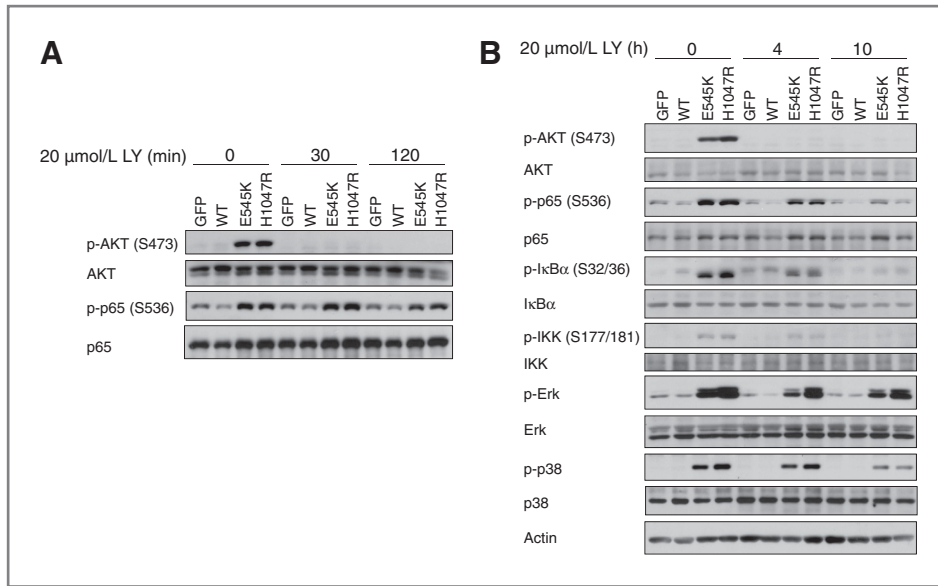 A
20 μmol/L LY (min) 0 30 120
GFP WT E545K H1047R GFP WT E545K H1047R GFP WT E545K H1047R
p-AKT (S473)
AKT
p-p65 (S536)
p65
B
20 μmol/L LY (h) 0 4 10
GFP WT E545K H1047R GFP WT E545K H1047R GFP WT E545K H1047R
p-AKT (S473)
AKT
p-p65 (S536)
p65
p-IκBα (S32/36)
IκBα
p-IKK (S177/181)
IKK
p-Erk
Erk
p-p38
p38
Actin